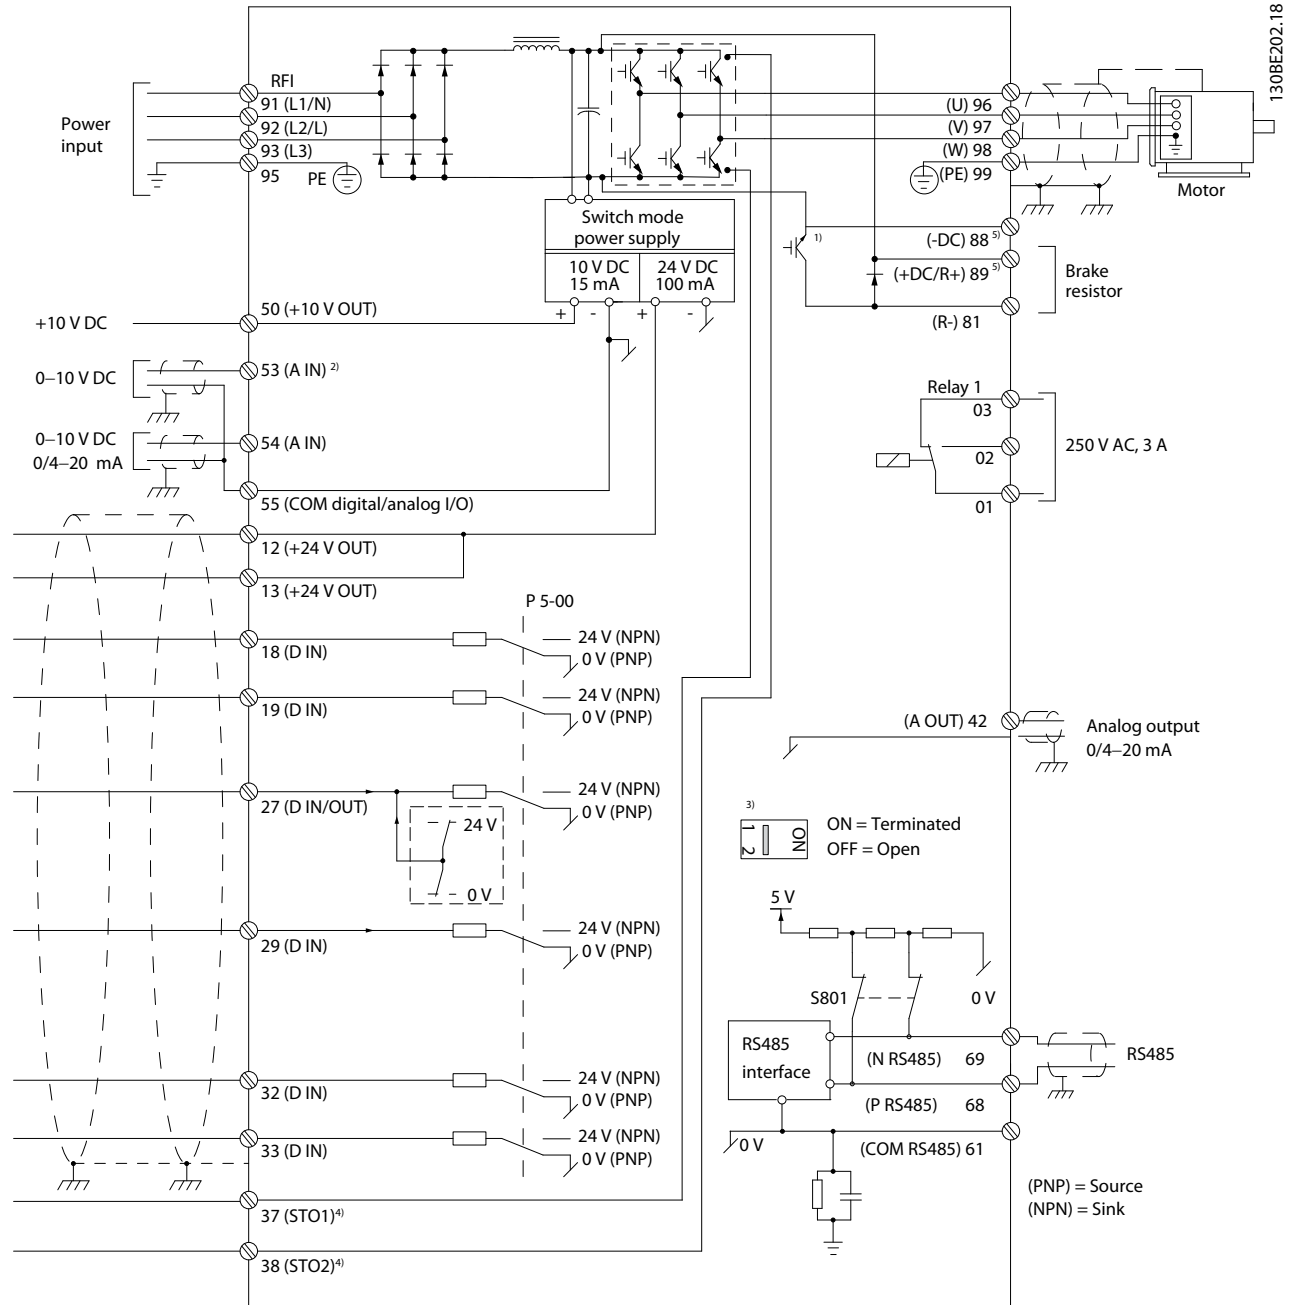 130BE202.18
RFI
Power
input
91 (L1/N)
92 (L2/L)
93 (L3)
95
PE
(U) 96
(V) 97
(W) 98
(PE) 99
Motor
Switch mode
power supply
10 V DC
15 mA
24 V DC
100 mA
+ - + -
1)
(-DC) 88 5)
(+DC/R+) 89 5)
(R-) 81
Brake
resistor
+10 V DC
50 (+10 V OUT)
0–10 V DC
53 (A IN) 2)
0–10 V DC
0/4–20 mA
54 (A IN)
55 (COM digital/analog I/O)
Relay 1
03
02
01
250 V AC, 3 A
12 (+24 V OUT)
13 (+24 V OUT)
P 5-00
18 (D IN)
24 V (NPN)
0 V (PNP)
19 (D IN)
24 V (NPN)
0 V (PNP)
27 (D IN/OUT)
24 V (NPN)
0 V (PNP)
24 V
0 V
29 (D IN)
24 V (NPN)
0 V (PNP)
32 (D IN)
24 V (NPN)
0 V (PNP)
33 (D IN)
24 V (NPN)
0 V (PNP)
37 (STO1)4)
38 (STO2)4)
(A OUT) 42
Analog output
0/4–20 mA
3)
1 2
ON
ON = Terminated
OFF = Open
5 V
S801
0 V
RS485
interface
(N RS485) 69
(P RS485) 68
RS485
0 V
(COM RS485) 61
(PNP) = Source
(NPN) = Sink